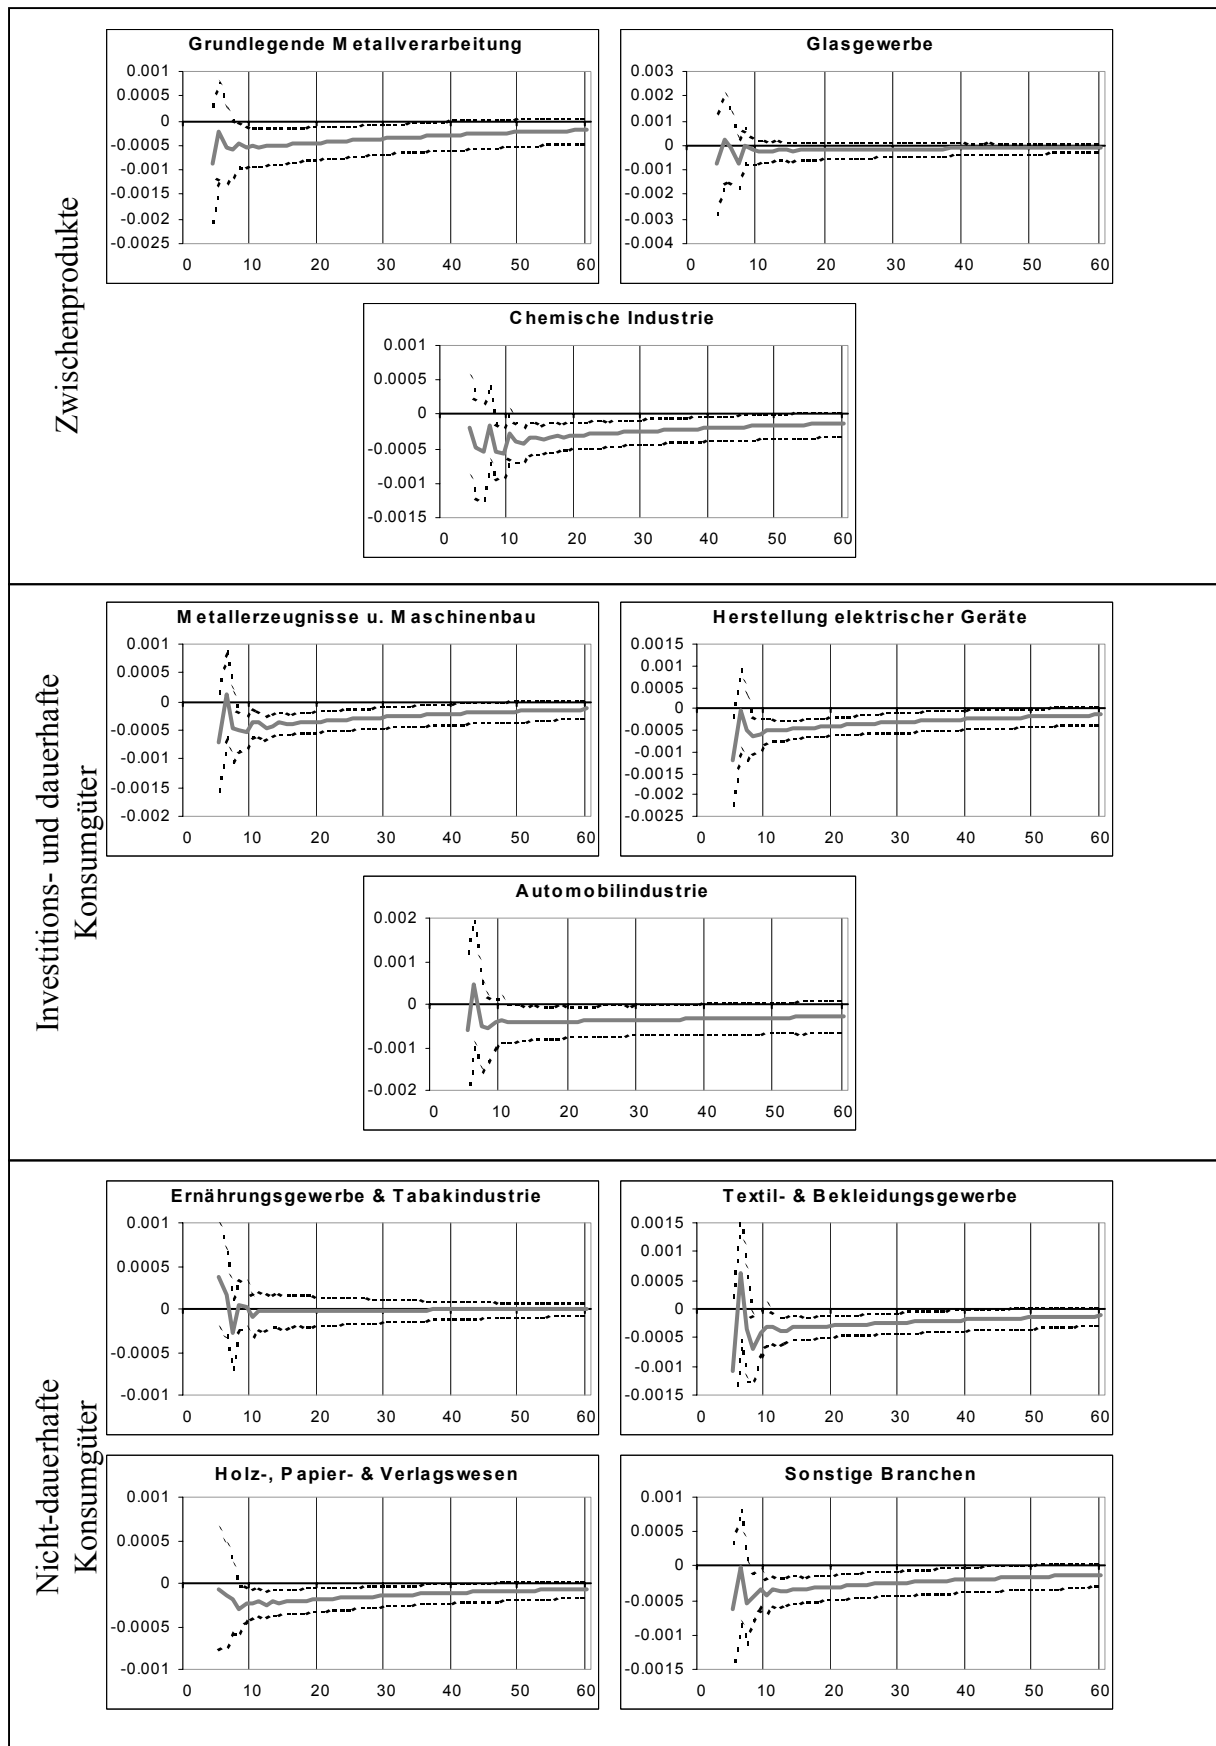 Zwischenprodukte
Grundlegende Metallverarbeitung
0.001
0.0005
0
-0.0005
-0.001
-0.0015
-0.002
-0.0025
0 10 20 30 40 50 60
Glasgewerbe
0.003
0.002
0.001
0
-0.001
-0.002
-0.003
-0.004
0 10 20 30 40 50 60
Chemische Industrie
0.001
0.0005
0
-0.0005
-0.001
-0.0015
0 10 20 30 40 50 60
Investitions- und dauerhafte
Konsumgüter
Metallerzeugnisse u. Maschinenbau
0.001
0.0005
0
-0.0005
-0.001
-0.0015
-0.002
0 10 20 30 40 50 60
Herstellung elektrischer Geräte
0.0015
0.001
0.0005
0
-0.0005
-0.001
-0.0015
-0.002
-0.0025
0 10 20 30 40 50 60
Automobilindustrie
0.002
0.001
0
-0.001
-0.002
0 10 20 30 40 50 60
Nicht-dauerhafte
Konsumgüter
Ernährungsgewerbe & Tabakindustrie
0.001
0.0005
0
-0.0005
-0.001
0 10 20 30 40 50 60
Textil- & Bekleidungsgewerbe
0.0015
0.001
0.0005
0
-0.0005
-0.001
-0.0015
0 10 20 30 40 50 60
Holz-, Papier- & Verlagswesen
0.001
0.0005
0
-0.0005
-0.001
0 10 20 30 40 50 60
Sonstige Branchen
0.001
0.0005
0
-0.0005
-0.001
-0.0015
0 10 20 30 40 50 60